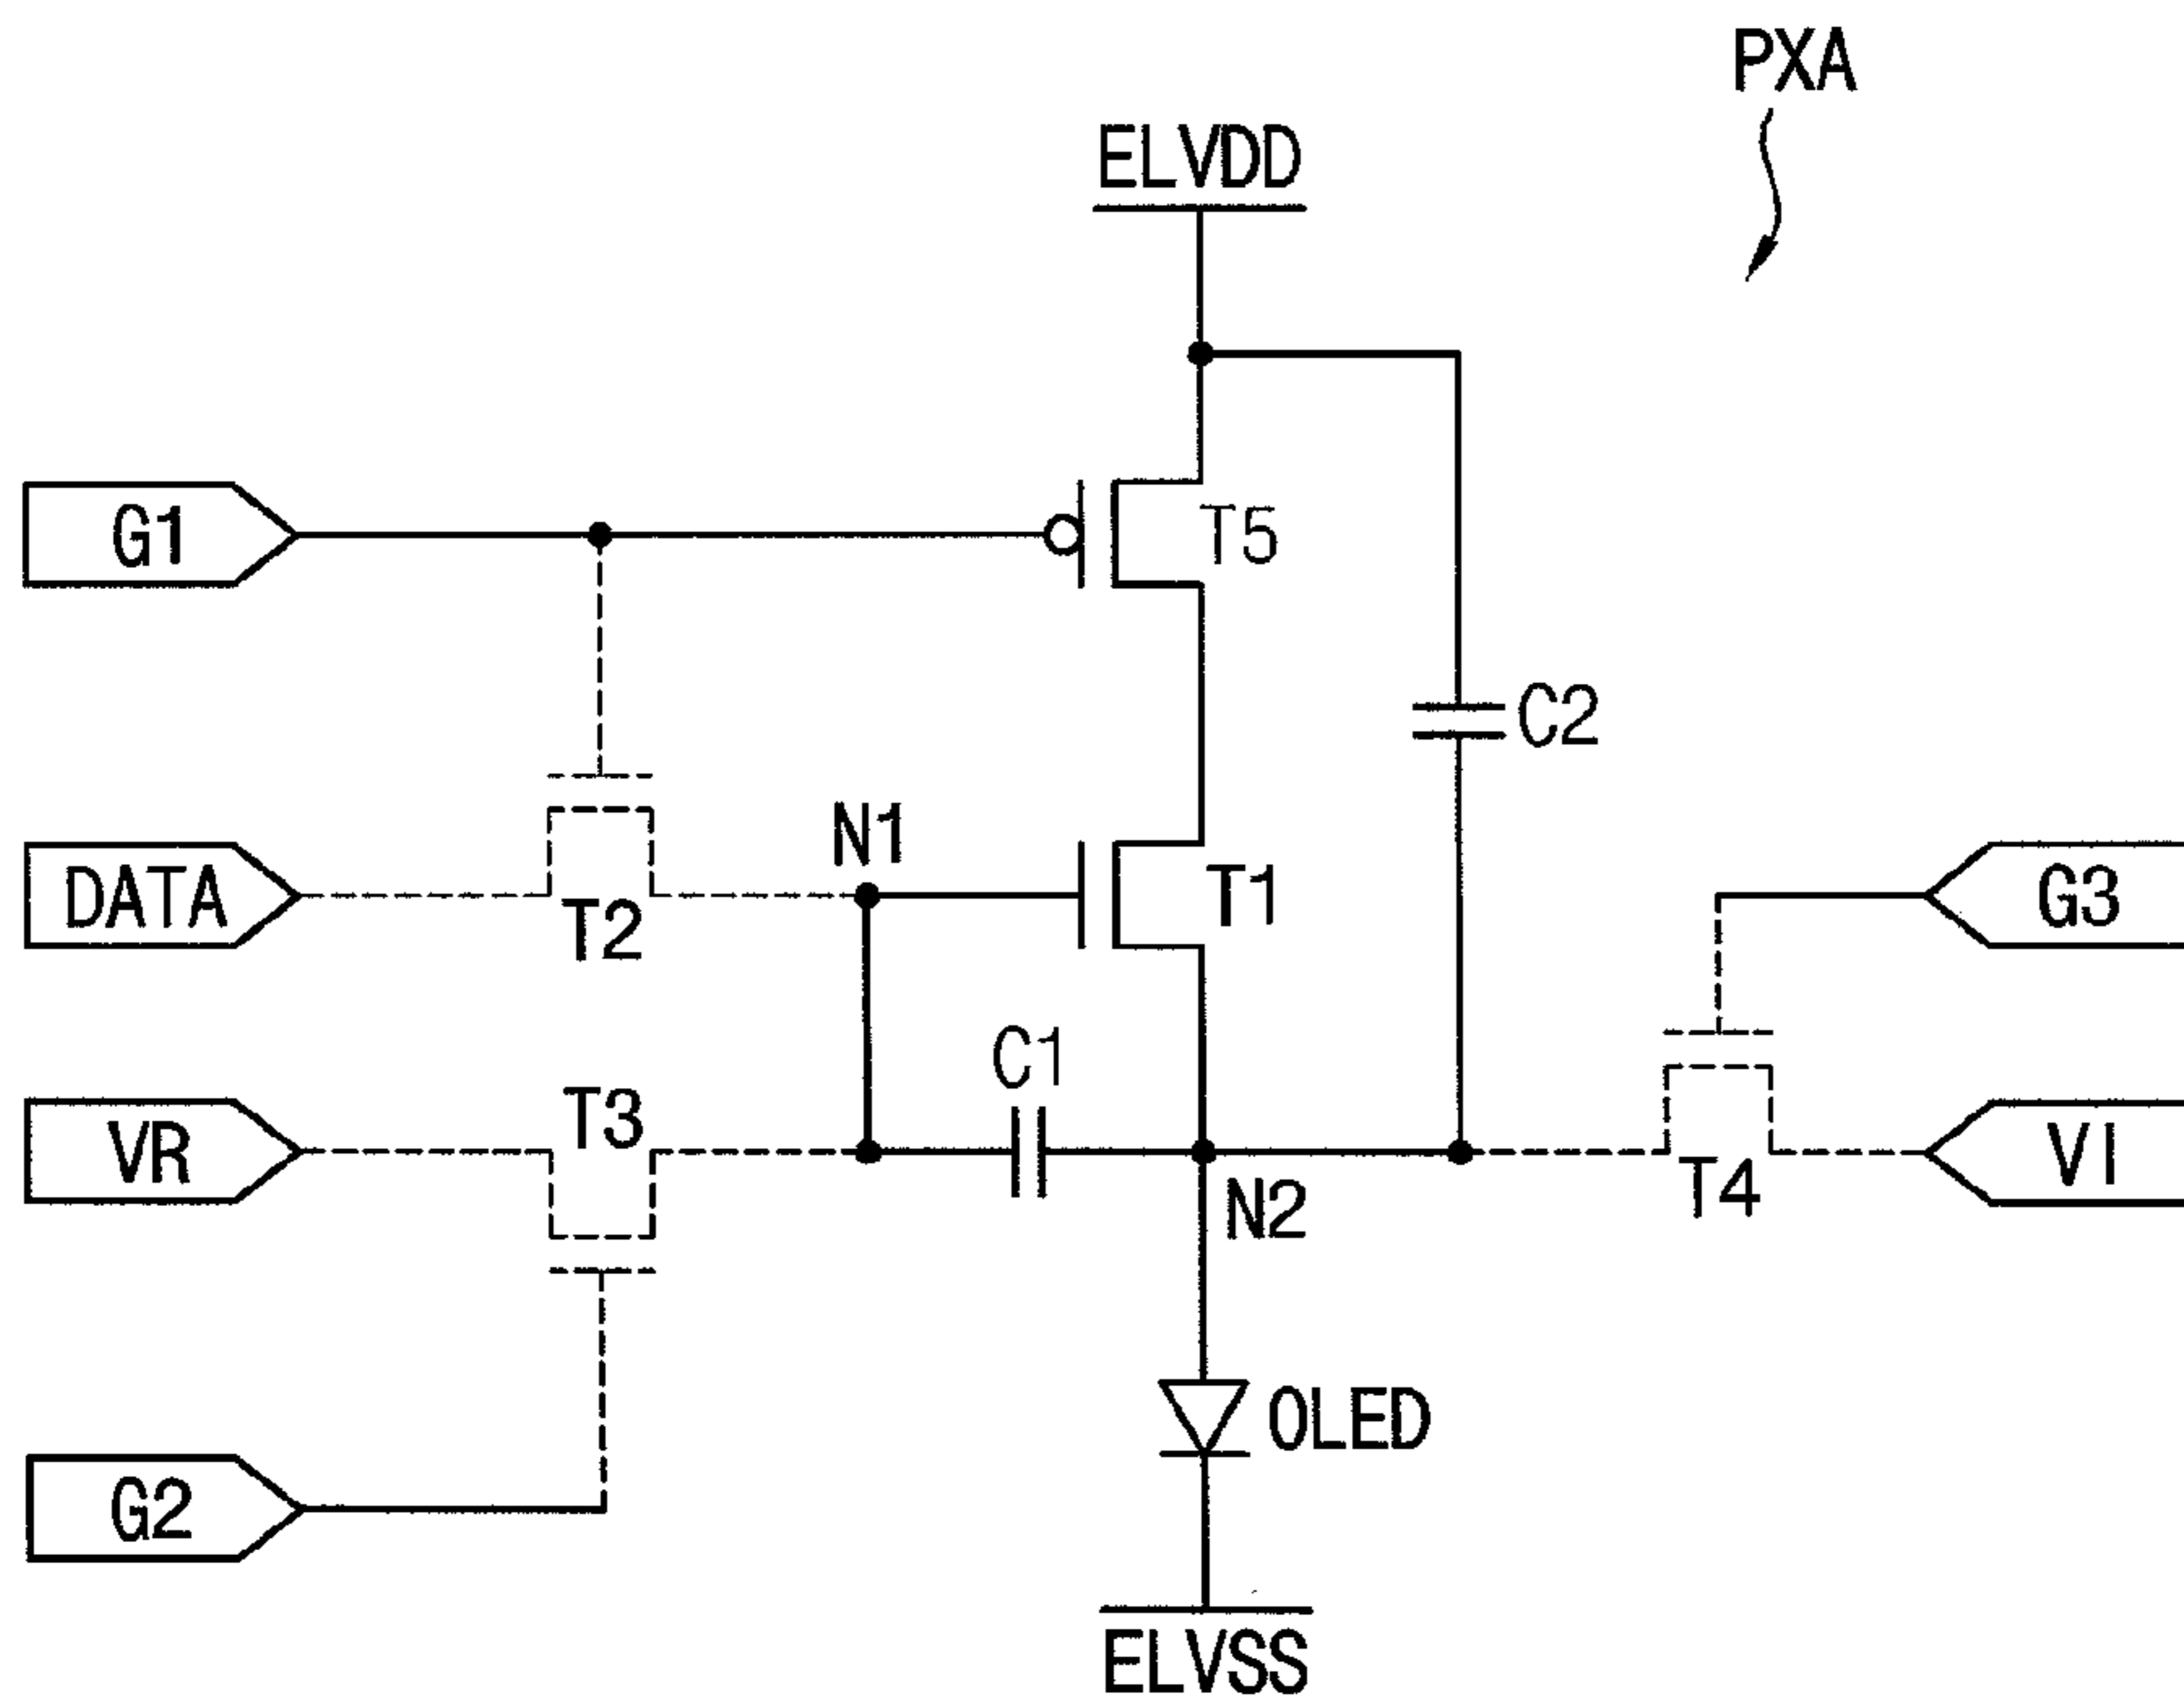 PXA
ELVDD
G1
T5
C2
DATA
T2
N1
T1
G3
VR
T3
C1
N2
T4
VI
G2
OLED
ELVSS